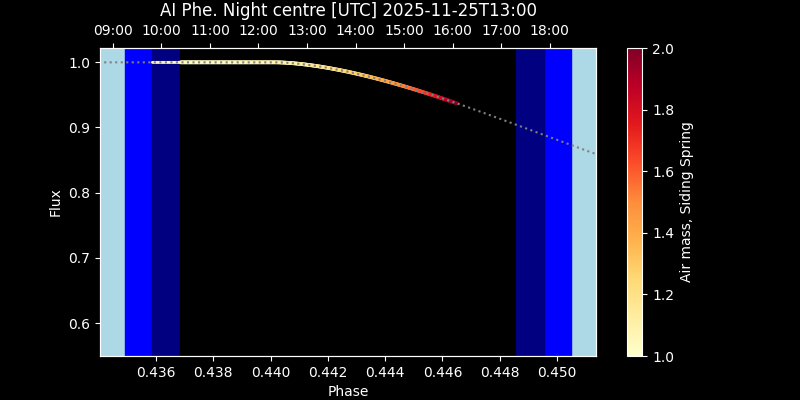 AI Phe. Night centre [UTC] 2025-11-25T13:00
09:00 10:00 11:00 12:00 13:00 14:00 15:00 16:00 17:00 18:00
1.0
0.9
0.8
0.7
0.6
Flux
0.436 0.438 0.440 0.442 0.444 0.446 0.448 0.450
Phase
2.0
1.8
1.6
1.4
1.2
1.0
Air mass, Siding Spring